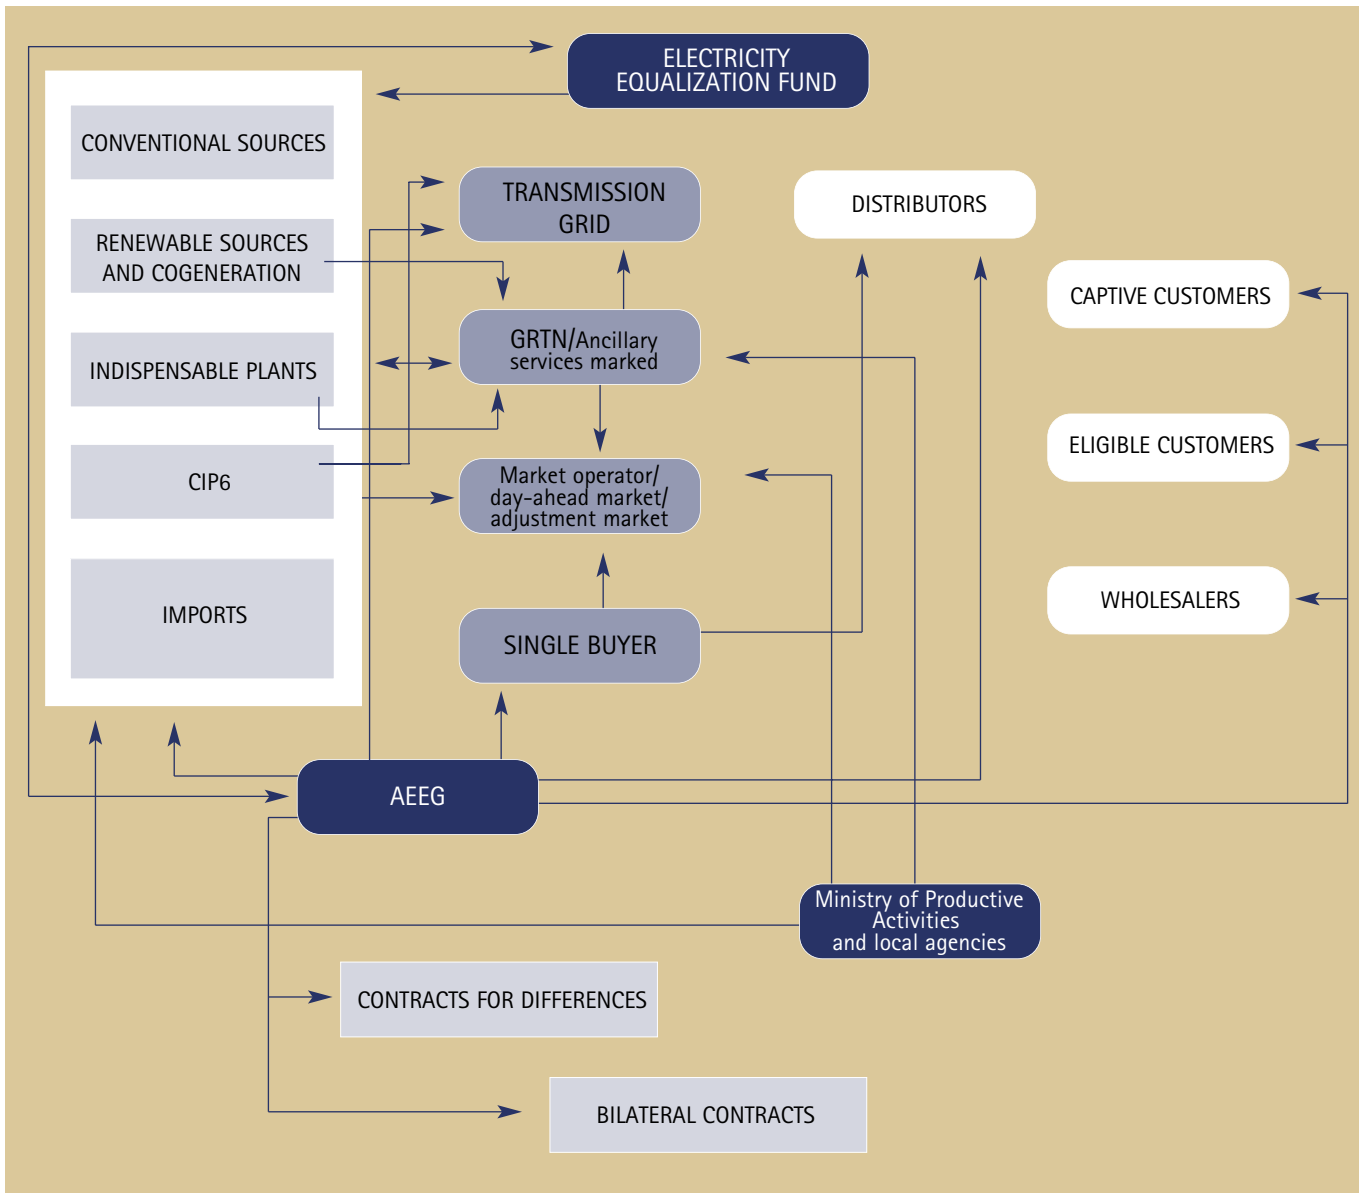 ELECTRICITY
EQUALIZATION FUND
CONVENTIONAL SOURCES
TRANSMISSION
GRID
DISTRIBUTORS
RENEWABLE SOURCES
AND COGENERATION
CAPTIVE CUSTOMERS
GRTN/Ancillary
services marked
INDISPENSABLE PLANTS
ELIGIBLE CUSTOMERS
CIP6
Market operator/
day-ahead market/
adjustment market
IMPORTS
WHOLESALERS
SINGLE BUYER
AEEG
Ministry of Productive
Activities
and local agencies
CONTRACTS FOR DIFFERENCES
BILATERAL CONTRACTS